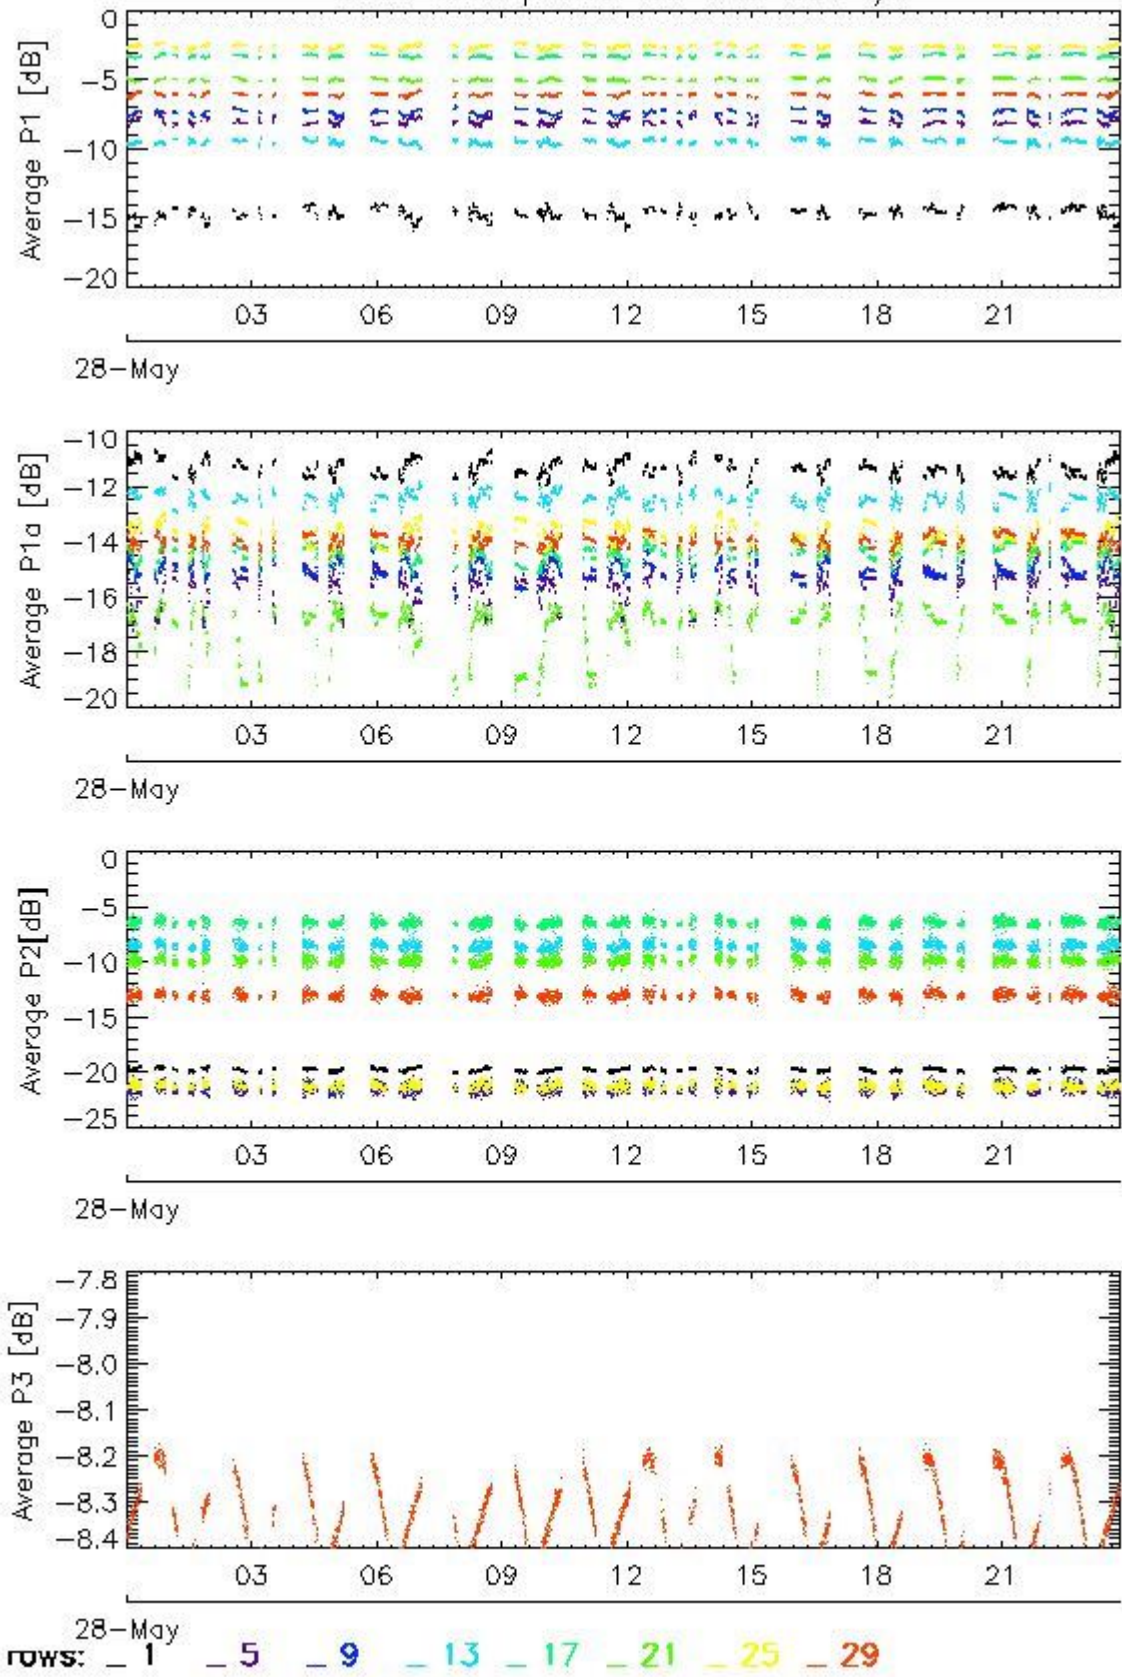 0
Average P1 [dB]
-5
-10
-15
-20
03 06 09 12 15 18 21
28-May
-10
Average P1a [dB]
-12
-14
-16
-18
-20
03 06 09 12 15 18 21
28-May
0
Average P2[dB]
-5
-10
-15
-20
-25
03 06 09 12 15 18 21
28-May
-7.8
Average P3 [dB]
-7.9
-8.0
-8.1
-8.2
-8.3
-8.4
03 06 09 12 15 18 21
28-May
rows: _ 1 _ 5 _ 9 _ 13 _ 17 _ 21 _ 25 _ 29